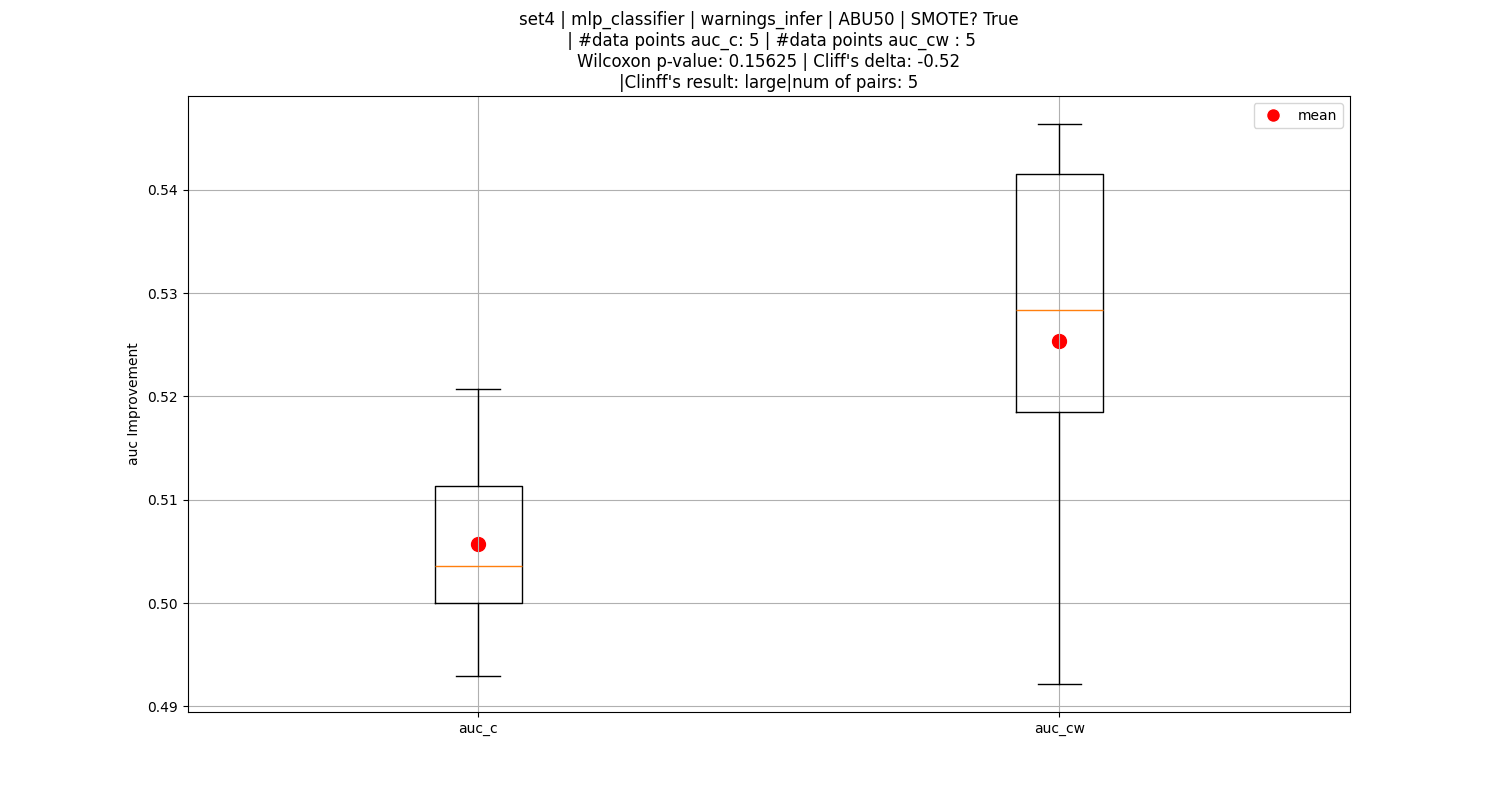 set4 | mlp_classifier | warnings_infer | ABU50 | SMOTE? True
| #data points auc_c: 5 | #data points auc_cw : 5
Wilcoxon p-value: 0.15625 | Cliff's delta: -0.52
|Clinff's result: large|num of pairs: 5
mean
auc Improvement
0.54
0.53
0.52
0.51
0.50
0.49
auc_c
auc_cw